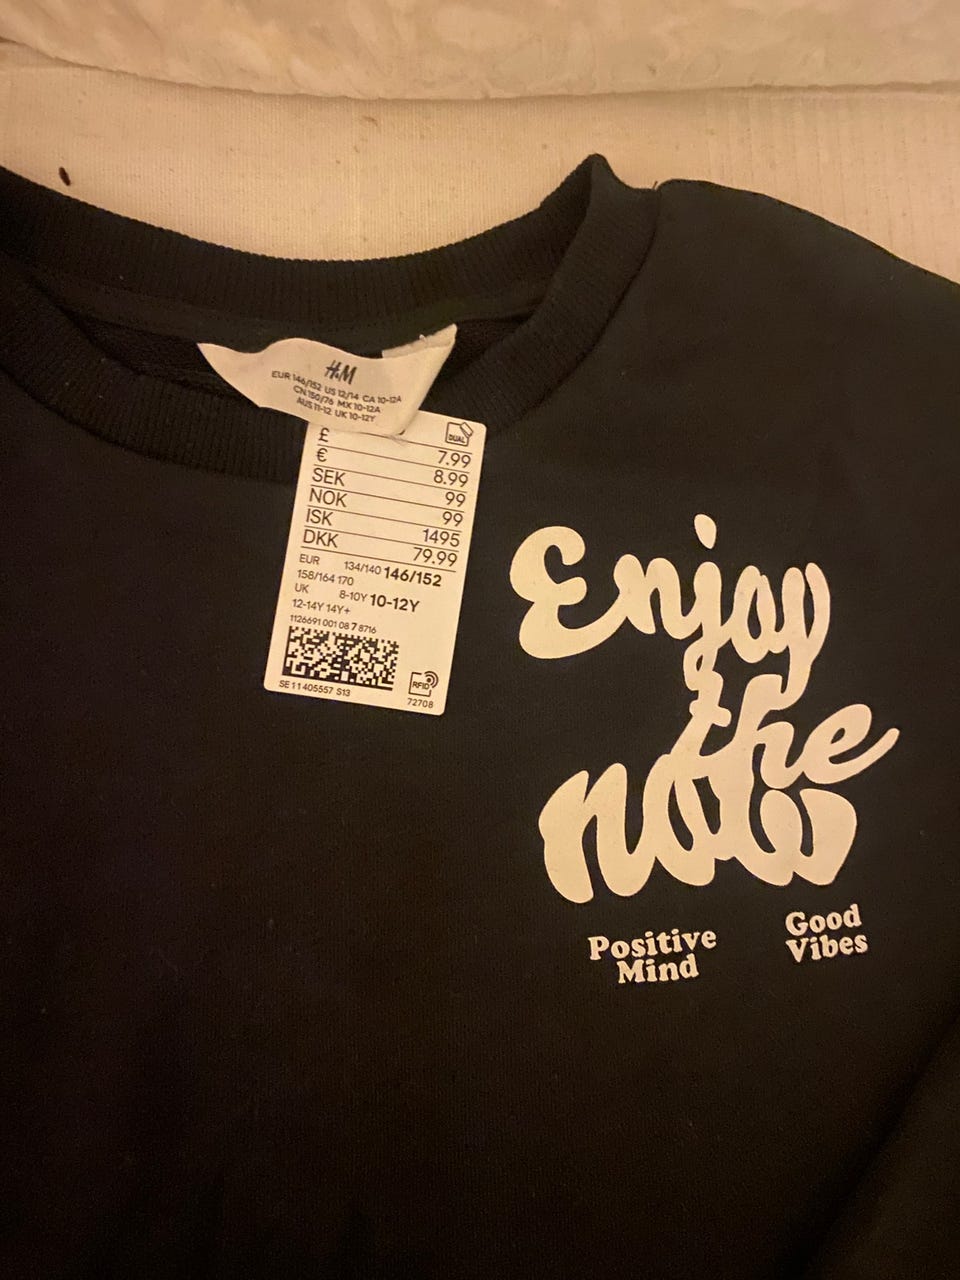 H&M
EUR 146/152 US 12/14 CA 10-12A
CN 150/76 MX 10-12A
AUS 11-12 UK 10-12Y
DUAL
£ 7.99
€ 8.99
SEK 99
NOK 99
ISK 1495
DKK 79.99
EUR 134/140 146/152
158/164 170
UK 8-10Y 10-12Y
12-14Y 14Y+
1126691 001 08 7 8716
RFID
SE 11 405557 S13
72708
Enjoy
the
now
Positive Mind
Good Vibes